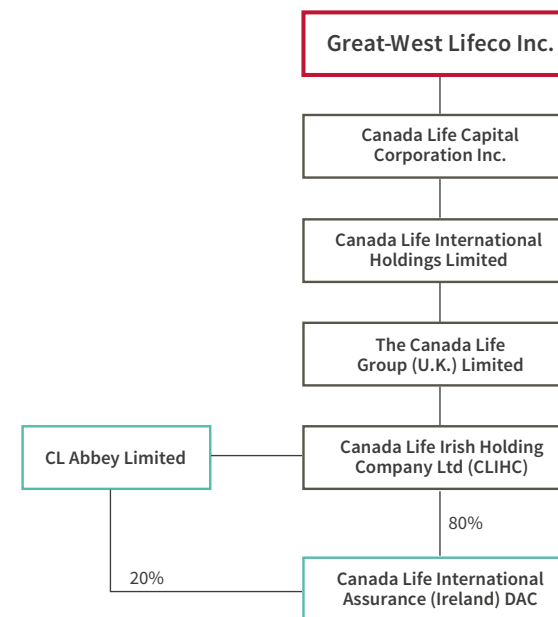 Great-West Lifeco Inc.
Canada Life Capital
Corporation Inc.
Canada Life International
Holdings Limited
The Canada Life
Group (U.K.) Limited
CL Abbey Limited
Canada Life Irish Holding
Company Ltd (CLIHC)
80%
20%
Canada Life International
Assurance (Ireland) DAC